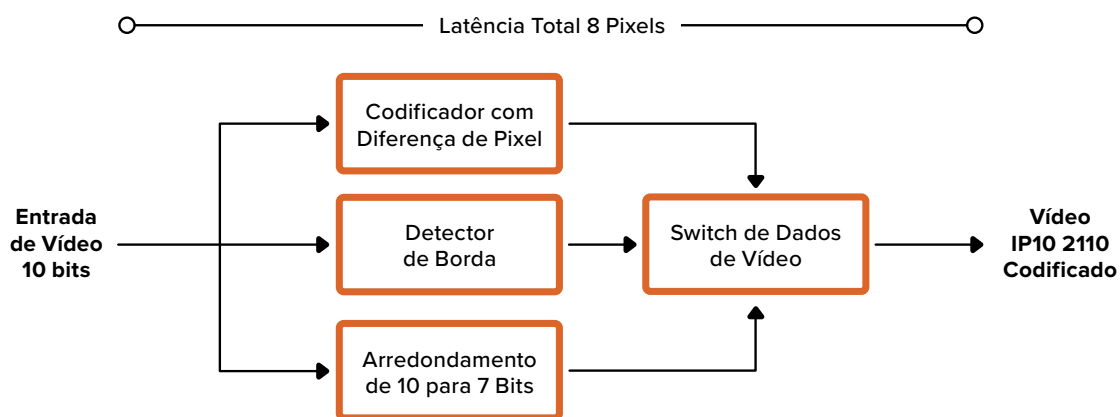 Latência Total 8 Pixels
Codificador com
Diferença de Pixel
Entrada
de Vídeo
10 bits
Detector
de Borda
Switch de Dados
de Vídeo
Vídeo
IP10 2110
Codificado
Arredondamento
de 10 para 7 Bits